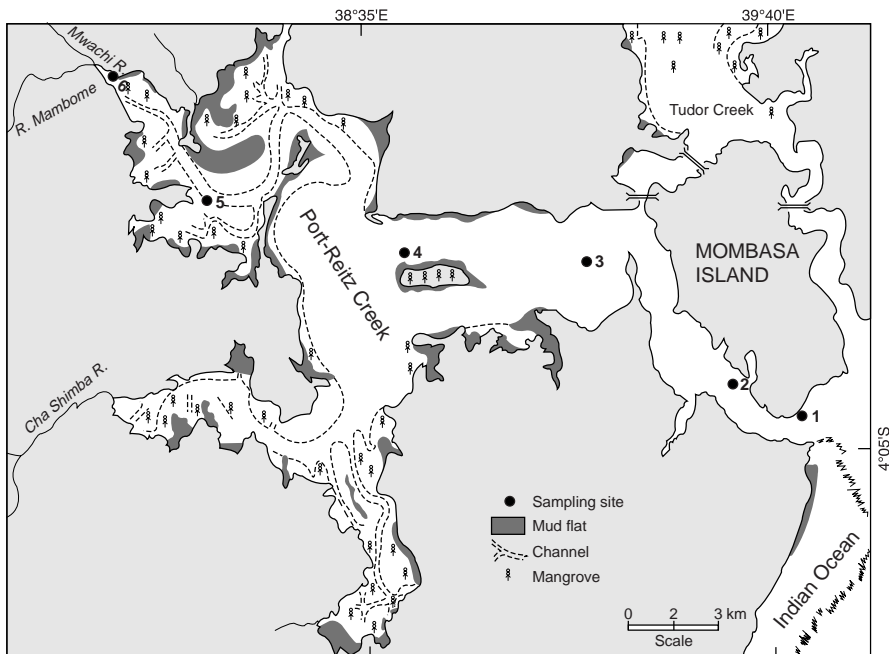 38°35'E
39°40'E
Mwachi R.
6
R. Mambome
Tudor Creek
5
Port-Reitz Creek
4
3
MOMBASA
ISLAND
Cha Shimba R.
2
1
4°05'S
Sampling site
Mud flat
Channel
Mangrove
Indian Ocean
0 2 3 km
Scale